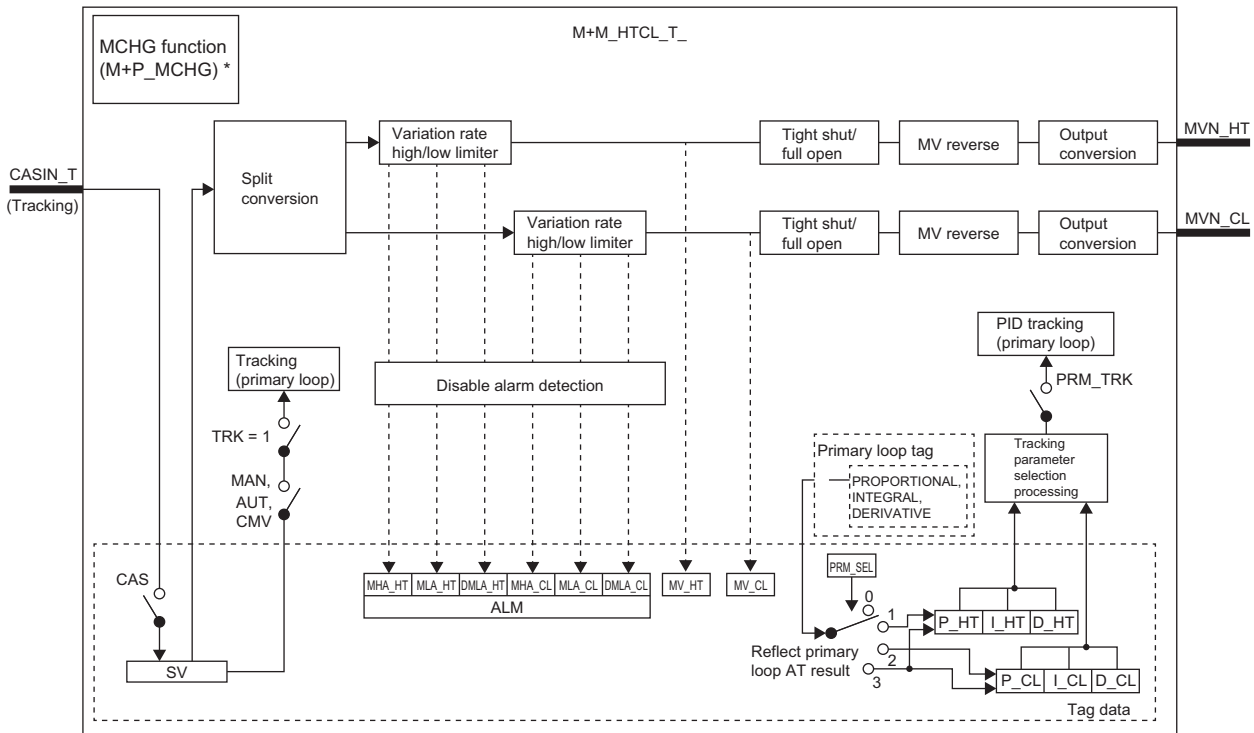 M+M_HTCL_T_
MCHG function
(M+P_MCHG) *
CASIN_T
(Tracking)
Split
conversion
Variation rate
high/low limiter
Tight shut/
full open
MV reverse
Output
conversion
MVN_HT
Variation rate
high/low limiter
Tight shut/
full open
MV reverse
Output
conversion
MVN_CL
Tracking
(primary loop)
TRK = 1
MAN,
AUT,
CMV
Disable alarm detection
PID tracking
(primary loop)
PRM_TRK
Tracking
parameter
selection
processing
Primary loop tag
PROPORTIONAL,
INTEGRAL,
DERIVATIVE
CAS
SV
MHA_HT
MLA_HT
DMLA_HT
MHA_CL
MLA_CL
DMLA_CL
ALM
MV_HT
MV_CL
PRM_SEL
0
1
2
3
Reflect primary
loop AT result
P_HT
I_HT
D_HT
P_CL
I_CL
D_CL
Tag data